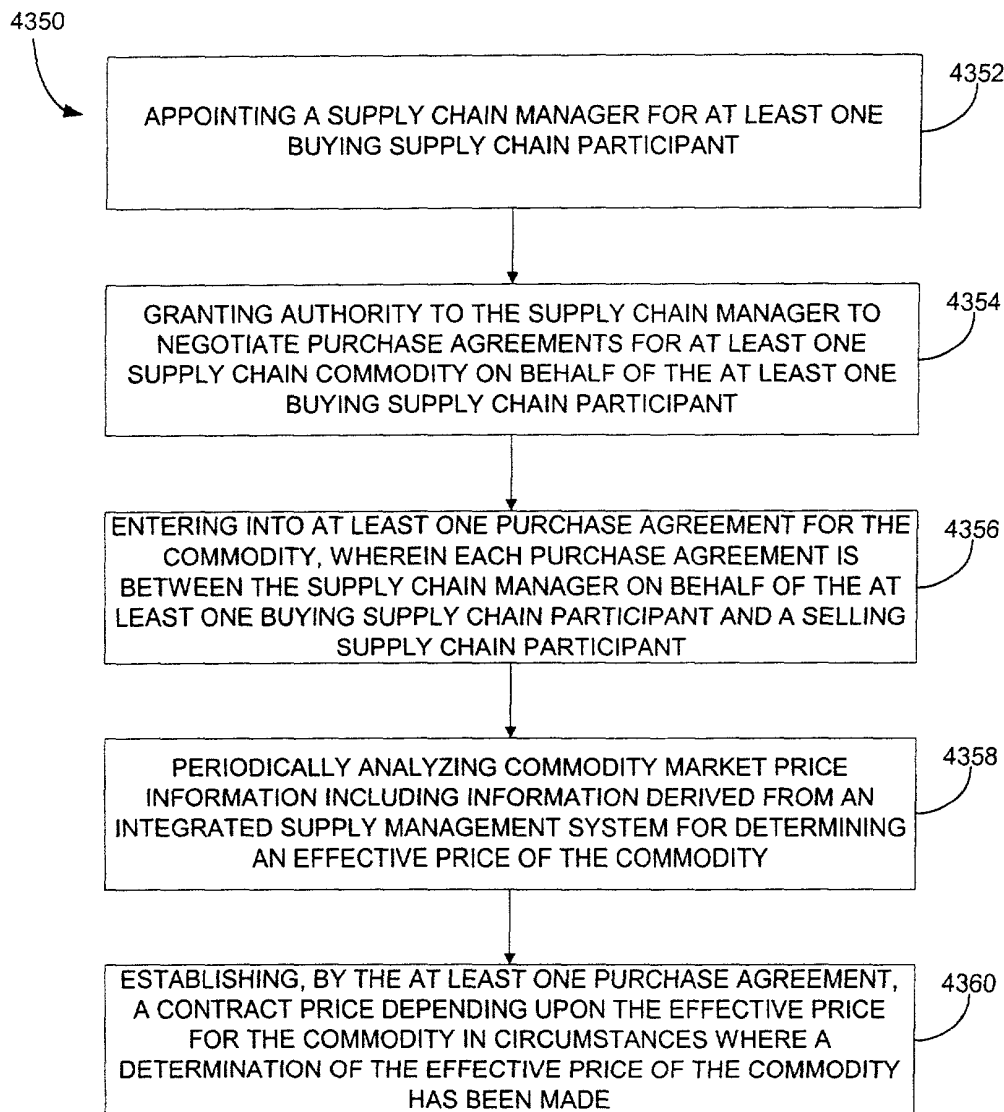 4350
4352
APPOINTING A SUPPLY CHAIN MANAGER FOR AT LEAST ONE
BUYING SUPPLY CHAIN PARTICIPANT
4354
GRANTING AUTHORITY TO THE SUPPLY CHAIN MANAGER TO
NEGOTIATE PURCHASE AGREEMENTS FOR AT LEAST ONE
SUPPLY CHAIN COMMODITY ON BEHALF OF THE AT LEAST ONE
BUYING SUPPLY CHAIN PARTICIPANT
4356
ENTERING INTO AT LEAST ONE PURCHASE AGREEMENT FOR THE
COMMODITY, WHEREIN EACH PURCHASE AGREEMENT IS
BETWEEN THE SUPPLY CHAIN MANAGER ON BEHALF OF THE AT
LEAST ONE BUYING SUPPLY CHAIN PARTICIPANT AND A SELLING
SUPPLY CHAIN PARTICIPANT
4358
PERIODICALLY ANALYZING COMMODITY MARKET PRICE
INFORMATION INCLUDING INFORMATION DERIVED FROM AN
INTEGRATED SUPPLY MANAGEMENT SYSTEM FOR DETERMINING
AN EFFECTIVE PRICE OF THE COMMODITY
4360
ESTABLISHING, BY THE AT LEAST ONE PURCHASE AGREEMENT,
A CONTRACT PRICE DEPENDING UPON THE EFFECTIVE PRICE
FOR THE COMMODITY IN CIRCUMSTANCES WHERE A
DETERMINATION OF THE EFFECTIVE PRICE OF THE COMMODITY
HAS BEEN MADE